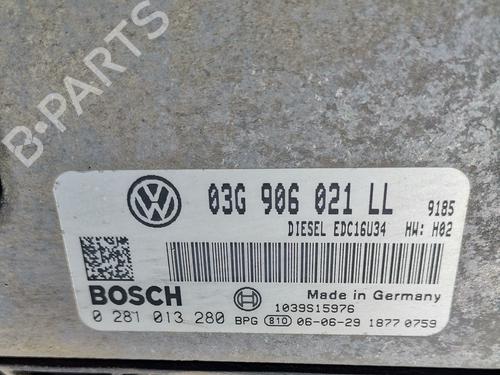 B-PARTS
03G 906 021 LL 9185
DIESEL EDC16U34 HW: H02
BOSCH
Made in Germany
1039S15976
0 281 013 280 BPG 810 06-06-29 1877 0759